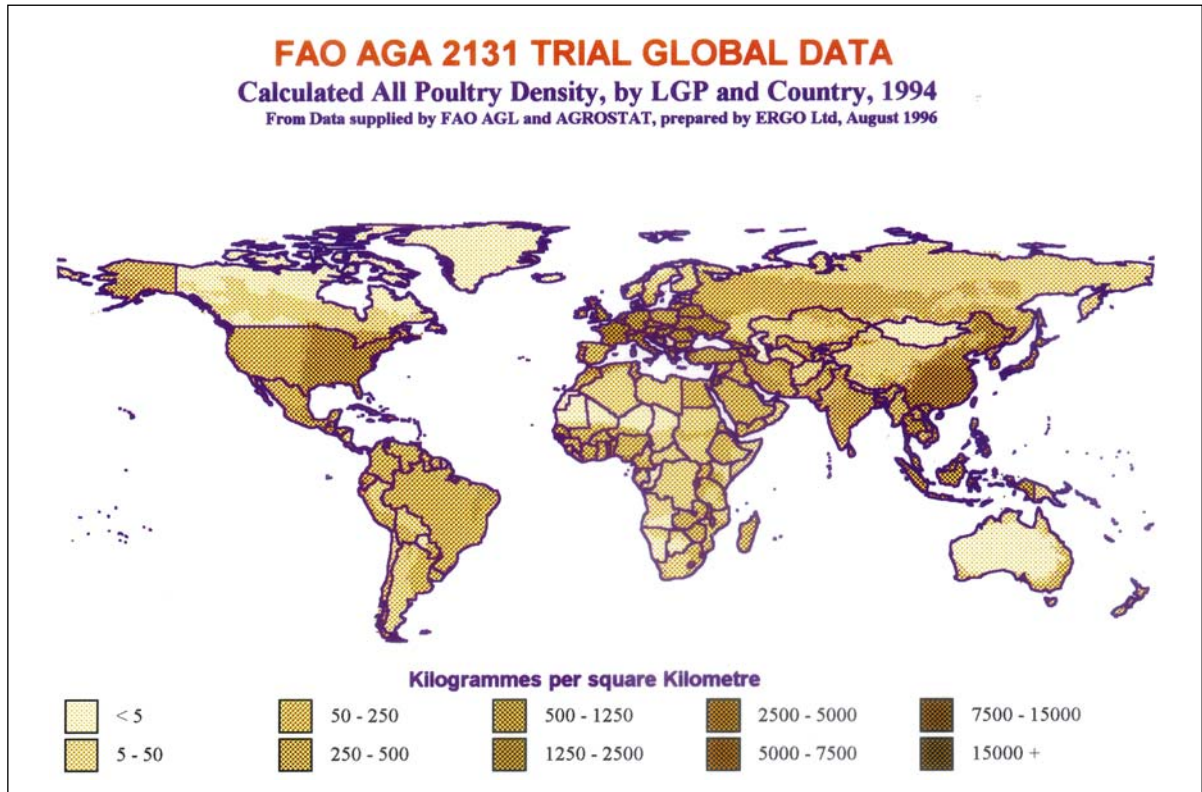 FAO AGA 2131 TRIAL GLOBAL DATA
Calculated All Poultry Density, by LGP and Country, 1994
From Data supplied by FAO AGL and AGROSTAT, prepared by ERGO Ltd, August 1996
Kilogrammes per square Kilometre
< 5
50 - 250
500 - 1250
2500 - 5000
7500 - 15000
5 - 50
250 - 500
1250 - 2500
5000 - 7500
15000 +